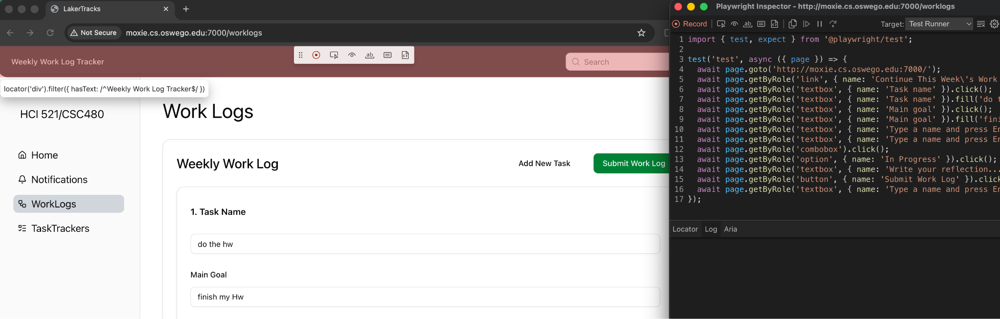 LakerTracks
Not Secure
moxie.cs.oswego.edu:7000/worklogs
Weekly Work Log Tracker
ab
Search
locator('div').filter({ hasText: /^Weekly Work Log Tracker$/ })
HCI 521/CSC480
Home
Notifications
WorkLogs
TaskTrackers
Work Logs
Weekly Work Log
Add New Task
Submit Work Log
1. Task Name
do the hw
Main Goal
finish my Hw
Playwright Inspector - http://moxie.cs.oswego.edu:7000/worklogs
Record
ab
Target: Test Runner
1 import { test, expect } from '@playwright/test';
2
3 test('test', async ({ page }) => {
4 await page.goto('http://moxie.cs.oswego.edu:7000/');
5 await page.getByRole('link', { name: 'Continue This Week\'s Work
6 await page.getByRole('textbox', { name: 'Task name' }).click();
7 await page.getByRole('textbox', { name: 'Task name' }).fill('do t
8 await page.getByRole('textbox', { name: 'Main goal' }).click();
9 await page.getByRole('textbox', { name: 'Main goal' }).fill('fini
10 await page.getByRole('textbox', { name: 'Type a name and press En
11 await page.getByRole('textbox', { name: 'Type a name and press En
12 await page.getByRole('combobox').click();
13 await page.getByRole('option', { name: 'In Progress' }).click();
14 await page.getByRole('textbox', { name: 'Write your reflection...
15 await page.getByRole('button', { name: 'Submit Work Log' }).click
16 await page.getByRole('textbox', { name: 'Type a name and press En
17 });
Locator Log Aria